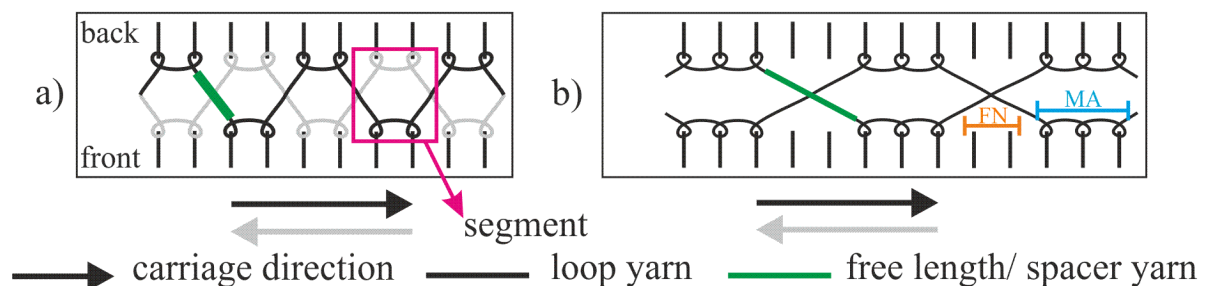 back
a)
front
b)
MA
FN
segment
carriage direction
loop yarn
free length/ spacer yarn